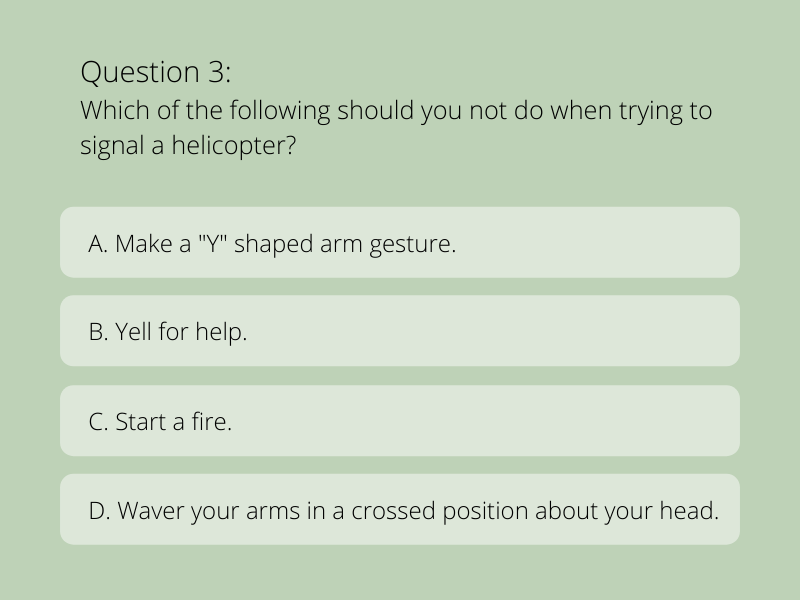 Question 3:
Which of the following should you not do when trying to
signal a helicopter?
A. Make a "Y" shaped arm gesture.
B. Yell for help.
C. Start a fire.
D. Waver your arms in a crossed position about your head.